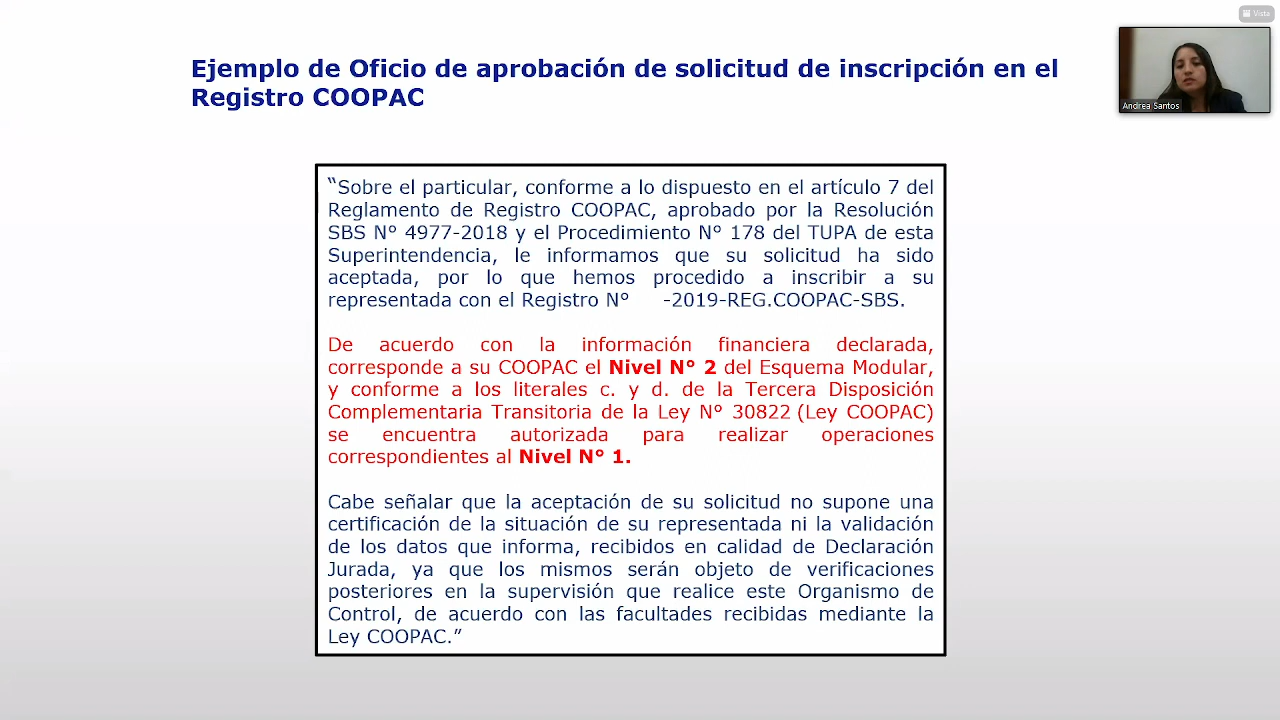 Vista
Ejemplo de Oficio de aprobación de solicitud de inscripción en el
Registro COOPAC
Andrea Santos
“Sobre el particular, conforme a lo dispuesto en el artículo 7 del
Reglamento de Registro COOPAC, aprobado por la Resolución
SBS N° 4977-2018 y el Procedimiento N° 178 del TUPA de esta
Superintendencia, le informamos que su solicitud ha sido
aceptada, por lo que hemos procedido a inscribir a su
representada con el Registro N° -2019-REG.COOPAC-SBS.
De acuerdo con la información financiera declarada,
corresponde a su COOPAC el Nivel N° 2 del Esquema Modular,
y conforme a los literales c. y d. de la Tercera Disposición
Complementaria Transitoria de la Ley N° 30822 (Ley COOPAC)
se encuentra autorizada para realizar operaciones
correspondientes al Nivel N° 1.
Cabe señalar que la aceptación de su solicitud no supone una
certificación de la situación de su representada ni la validación
de los datos que informa, recibidos en calidad de Declaración
Jurada, ya que los mismos serán objeto de verificaciones
posteriores en la supervisión que realice este Organismo de
Control, de acuerdo con las facultades recibidas mediante la
Ley COOPAC.”